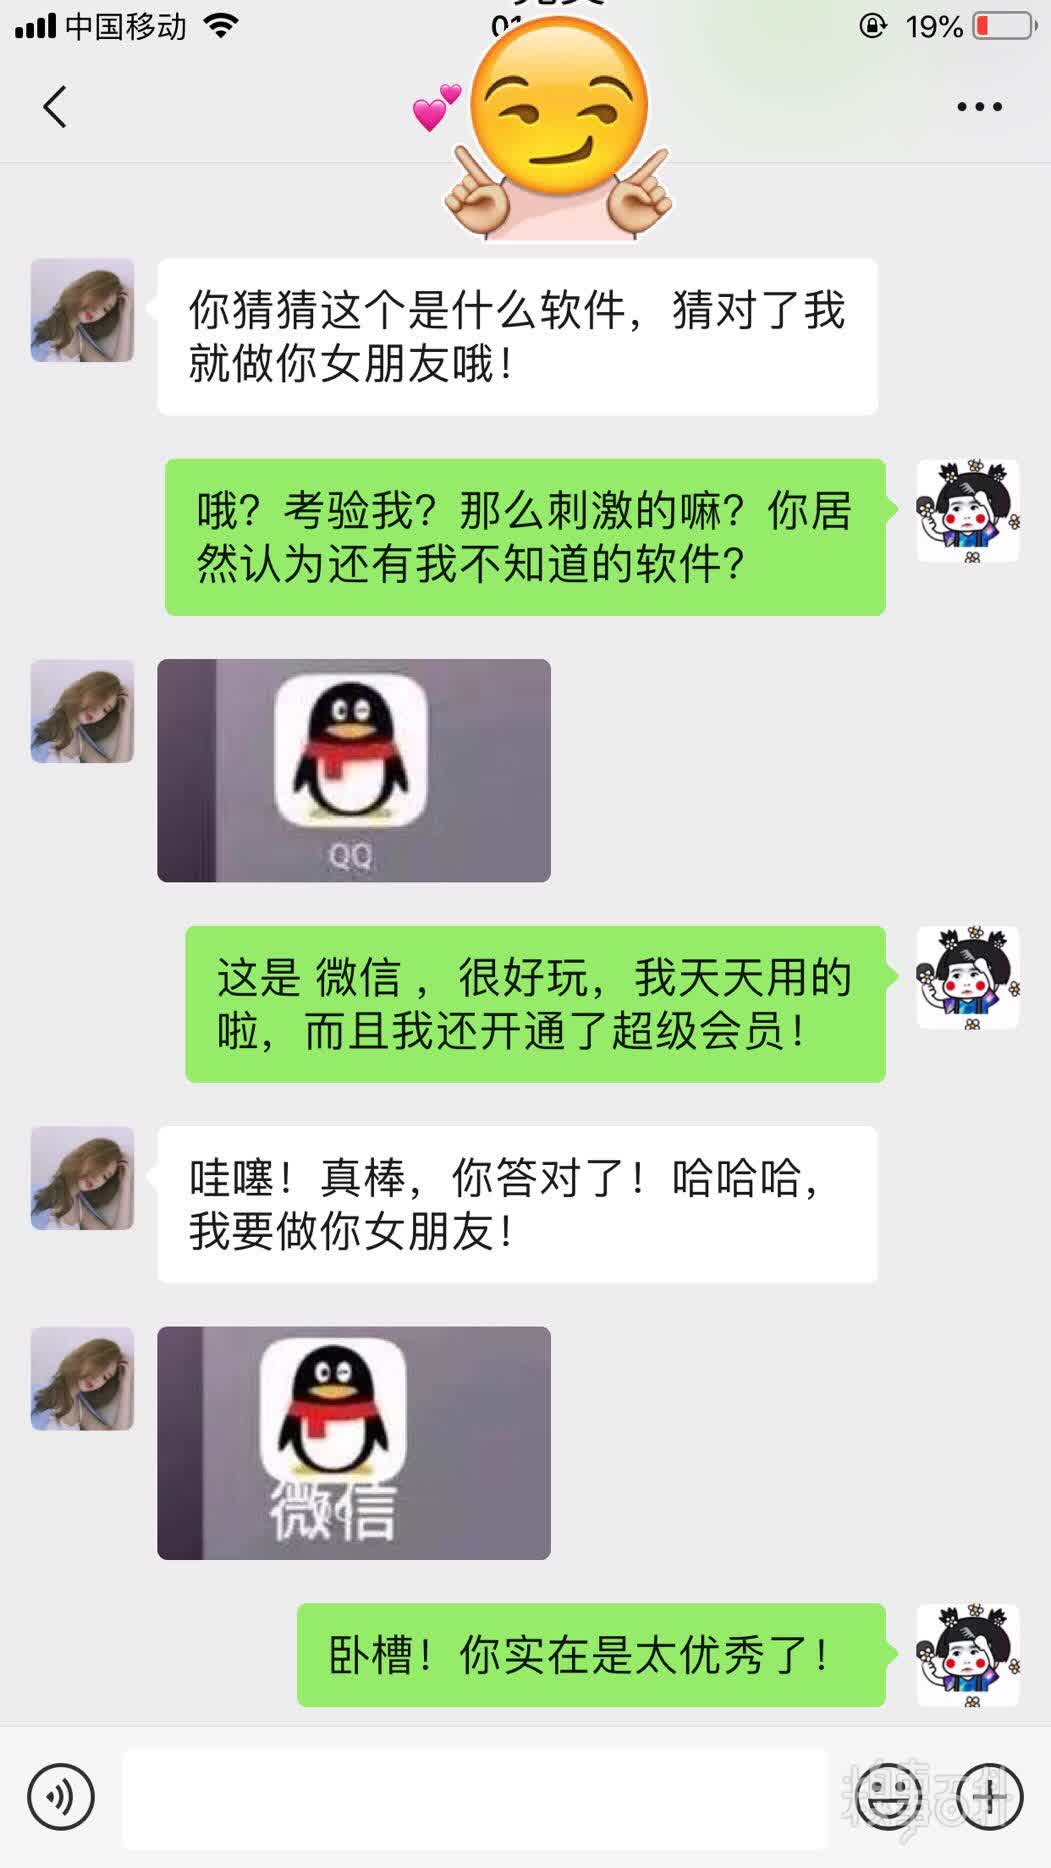 中国移动
19%
你猜猜这个是什么软件，猜对了我
就做你女朋友哦！
哦？考验我？那么刺激的嘛？你居
然认为还有我不知道的软件？
QQ
这是 微信 ，很好玩，我天天用的
啦，而且我还开通了超级会员！
哇噻！真棒，你答对了！哈哈哈，
我要做你女朋友！
微信
卧槽！你实在是太优秀了！
糗事百科